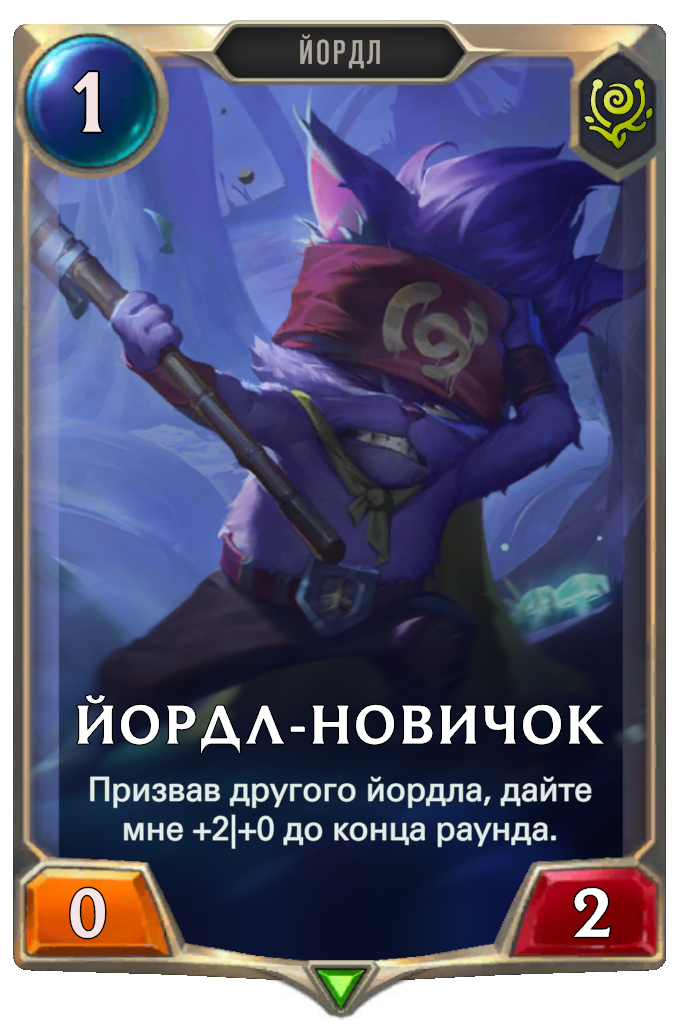 ЙОРДЛ
1
ЙОРДЛ-НОВИЧОК
Призвав другого йордла, дайте
мне +2|+0 до конца раунда.
0
2